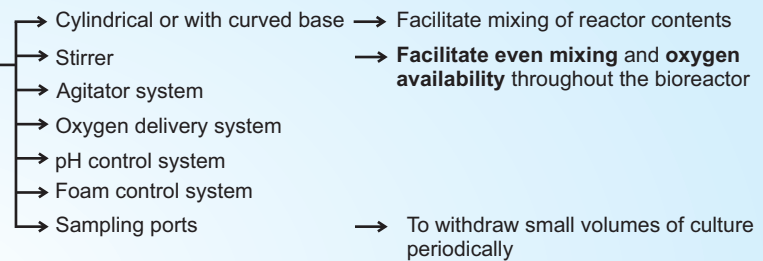 Cylindrical or with curved base → Facilitate mixing of reactor contents
Stirrer → Facilitate even mixing and oxygen
availability throughout the bioreactor
Agitator system
Oxygen delivery system
pH control system
Foam control system
Sampling ports → To withdraw small volumes of culture
periodically